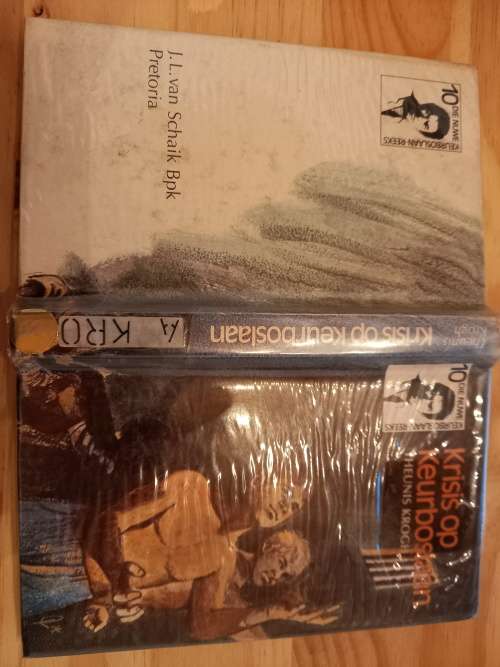 J. L. van Schaik Bpk
Pretoria
10 DIE NUWE
KEURBOSLAAN-REEKS
Theunis
Krogh
Krisis op keurboslaan
KRO
10 DIE NUWE
KEURBOSLAAN-REEKS
Krisis op
Keurboslaan
THEUNIS KROGH